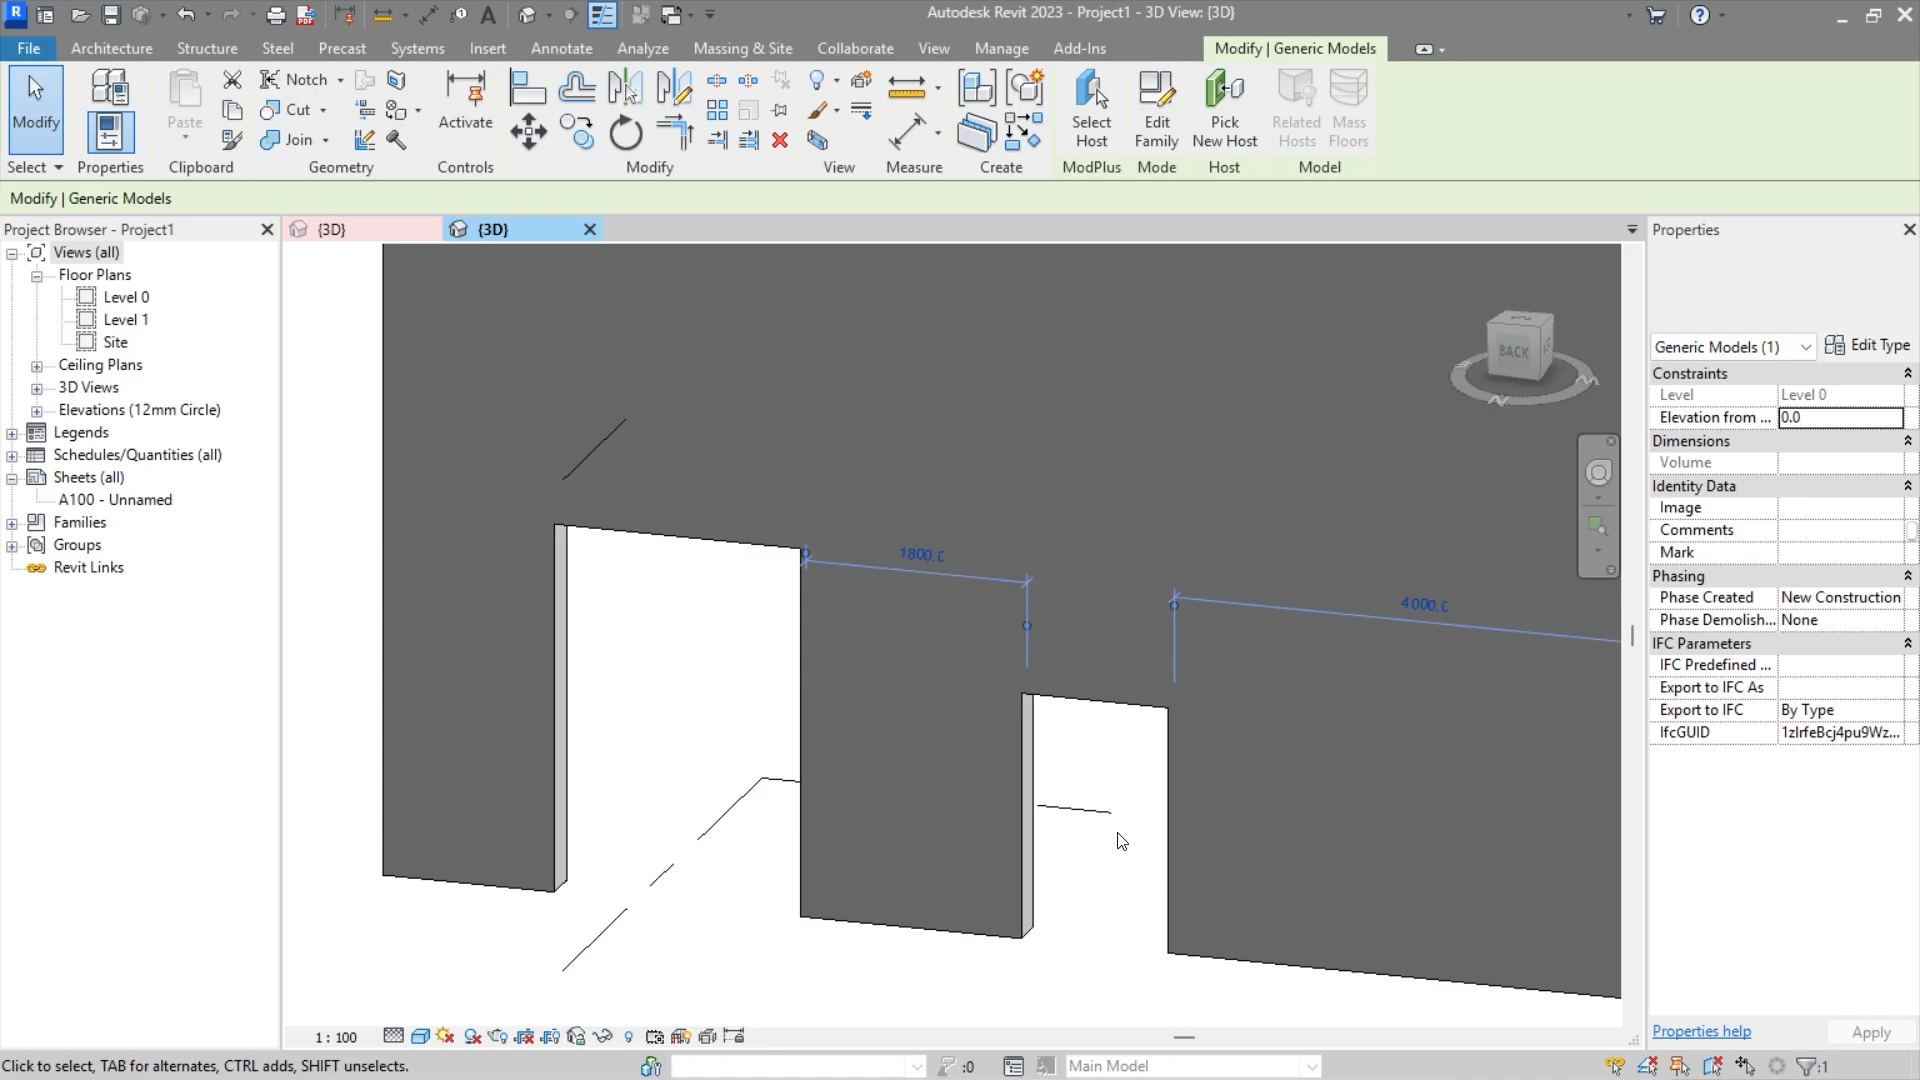 Autodesk Revit 2023 - Project1 - 3D View: {3D}
File Architecture Structure Steel Precast Systems Insert Annotate Analyze Massing & Site Collaborate View Manage Add-Ins Modify | Generic Models
Modify
Paste
Notch
Cut
Join
Activate
Select Host
Edit Family
Pick New Host
Related Hosts
Mass Floors
Select Properties Clipboard Geometry Controls Modify View Measure Create ModPlus Mode Host Model
Modify | Generic Models
Project Browser - Project1
{3D}
{3D}
Properties
Views (all)
Floor Plans
Level 0
Level 1
Site
Ceiling Plans
3D Views
Elevations (12mm Circle)
Legends
Schedules/Quantities (all)
Sheets (all)
A100 - Unnamed
Families
Groups
Revit Links
BACK
1800.0
4000.0
Generic Models (1) Edit Type
Constraints
Level Level 0
Elevation from ... 0.0
Dimensions
Volume
Identity Data
Image
Comments
Mark
Phasing
Phase Created New Construction
Phase Demolish... None
IFC Parameters
IFC Predefined ...
Export to IFC As
Export to IFC By Type
IfcGUID 1zIrfeBcj4pu9Wz...
Properties help Apply
1 : 100
Click to select, TAB for alternates, CTRL adds, SHIFT unselects.
:0
Main Model
:1